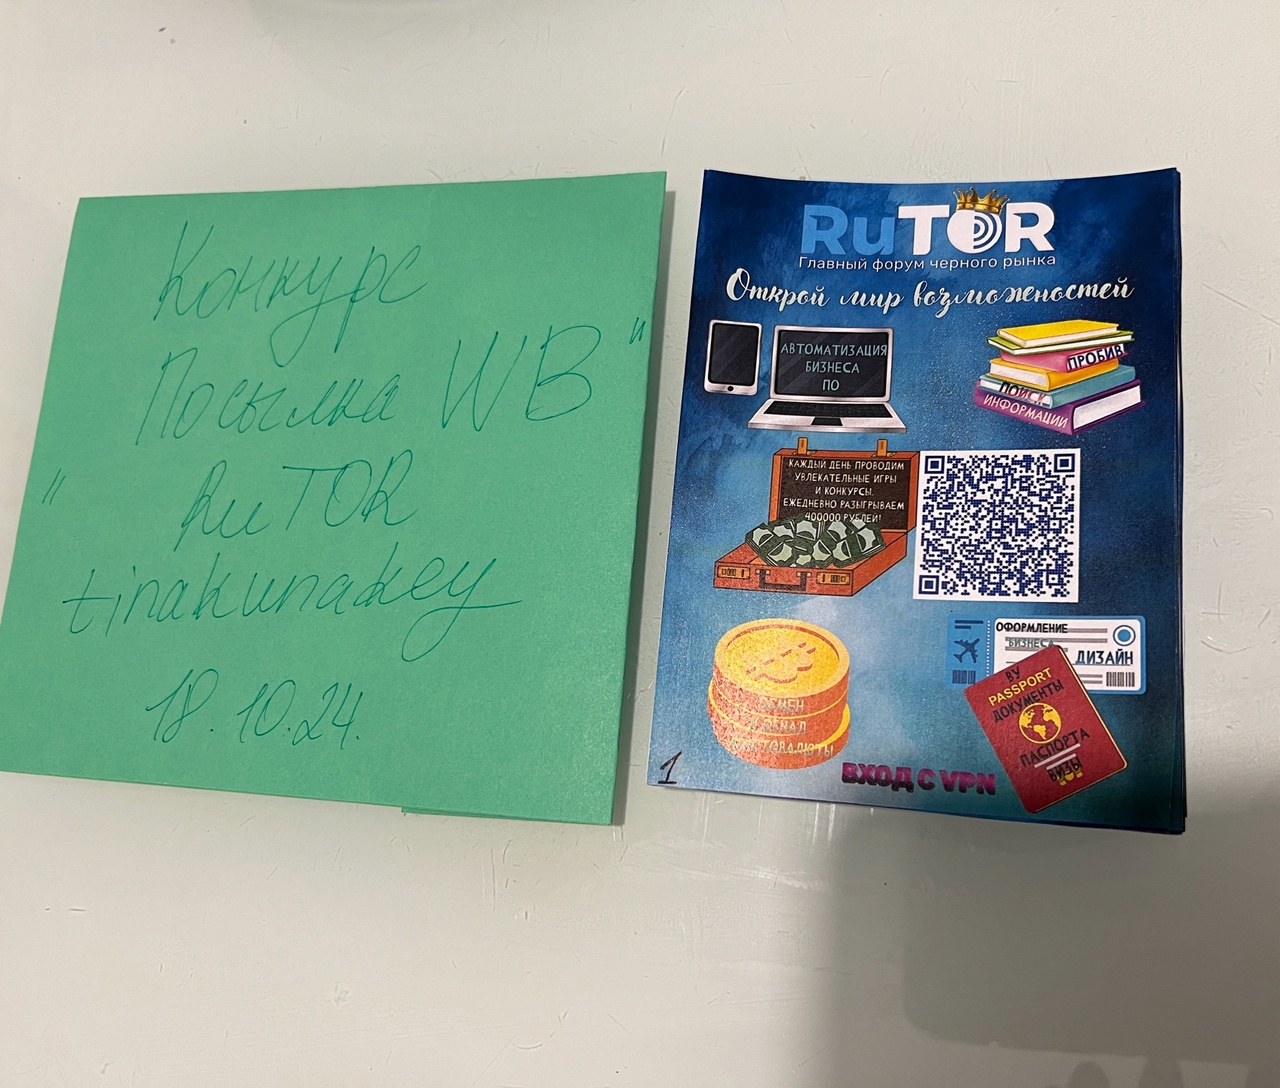 Конкурс
Посылка WB"
" RuTOR
tinakunakey
18.10.24.
RuTOR
Главный форум черного рынка
Открой мир возможностей
АВТОМАТИЗАЦИЯ
БИЗНЕСА
ПО
ПРОБИВ
ПОИСК
ИНФОРМАЦИИ
КАЖДЫЙ ДЕНЬ ПРОВОДИМ
УВЛЕКАТЕЛЬНЫЕ ИГРЫ
И КОНКУРСЫ.
ЕЖЕДНЕВНО РАЗЫГРЫВАЕМ
400000 РУБЛЕЙ!
ОФОРМЛЕНИЕ
БИЗНЕСА
ДИЗАЙН
ВУ
PASSPORT
ДОКУМЕНТЫ
ПАСПОРТА
ВИЗЫ
ВХОД С VPN
1